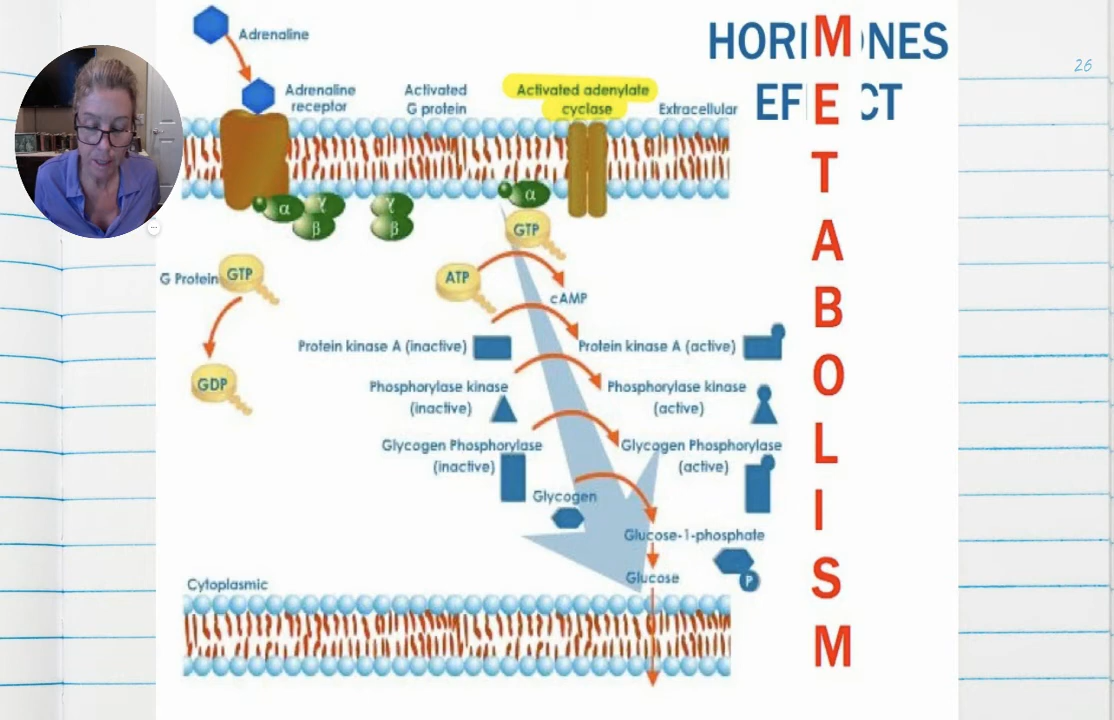 HORMONES
EFFECT
METABOLISM
26
Adrenaline
Adrenaline
receptor
Activated
G protein
Activated adenylate
cyclase
Extracellular
α
γ
β
γ
β
α
GTP
G Protein
GTP
ATP
cAMP
Protein kinase A (inactive)
Protein kinase A (active)
GDP
Phosphorylase kinase
(inactive)
Phosphorylase kinase
(active)
Glycogen Phosphorylase
(inactive)
Glycogen Phosphorylase
(active)
Glycogen
Glucose-1-phosphate
Glucose
P
Cytoplasmic